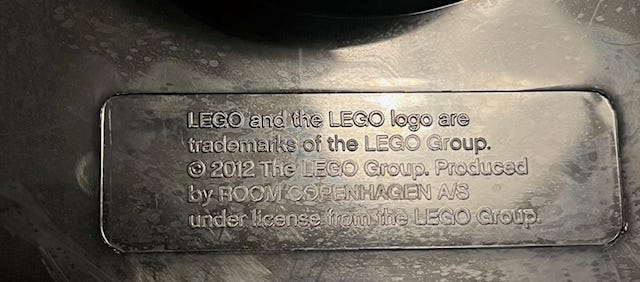 LEGO and the LEGO logo are
trademarks of the LEGO Group.
© 2012 The LEGO Group. Produced
by ROOM COPENHAGEN A/S
under license from the LEGO Group.